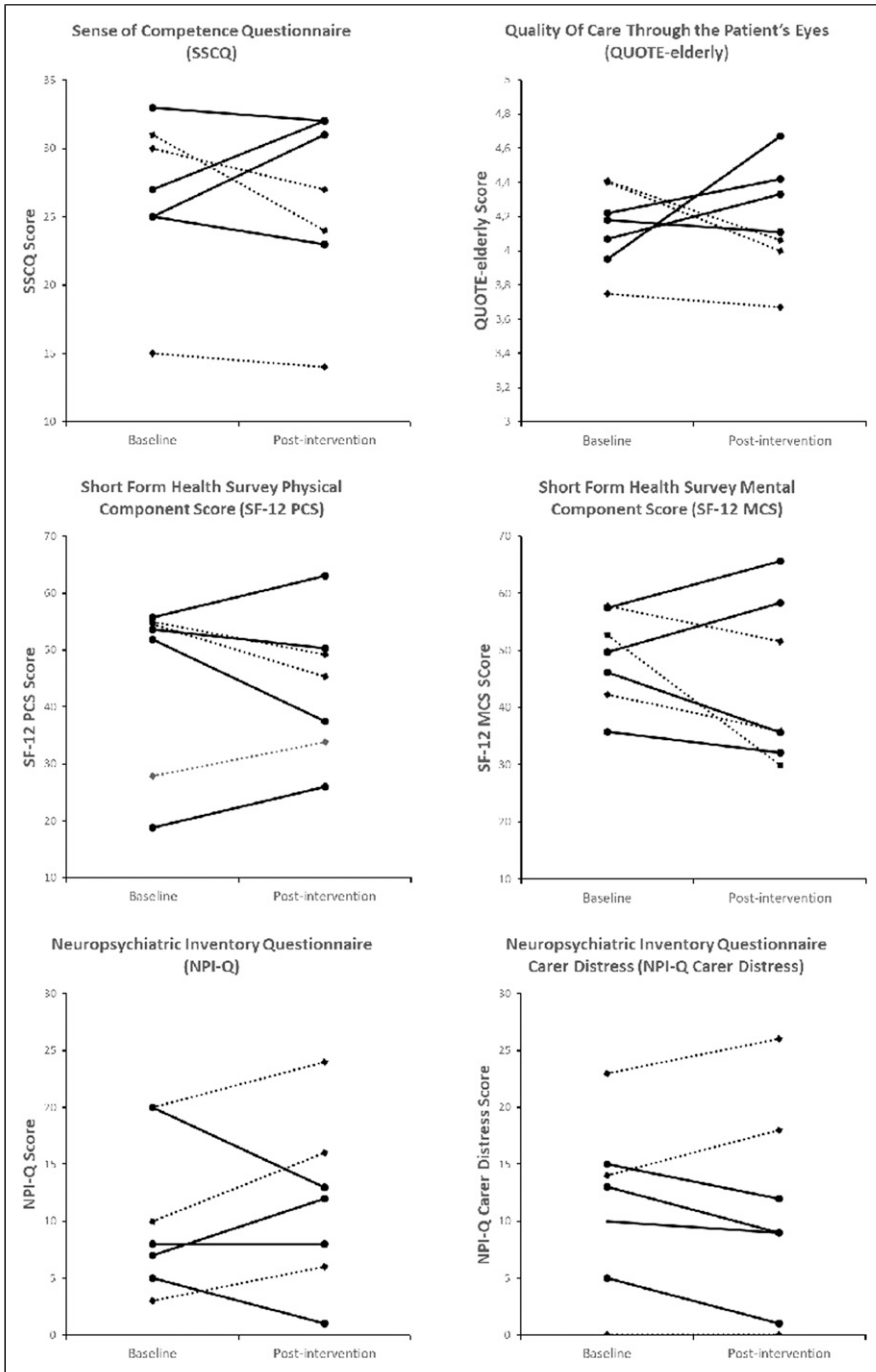 Sense of Competence Questionnaire
(SSCQ)
SSCQ Score
35
30
25
20
15
10
Baseline
Post-intervention
Quality Of Care Through the Patient's Eyes
(QUOTE-elderly)
QUOTE-elderly Score
5
4,8
4,6
4,4
4,2
4
3,8
3,6
3,4
3,2
3
Baseline
Post-intervention
Short Form Health Survey Physical
Component Score (SF-12 PCS)
SF-12 PCS Score
70
60
50
40
30
20
10
Baseline
Post-intervention
Short Form Health Survey Mental
Component Score (SF-12 MCS)
SF-12 MCS SCore
70
60
50
40
30
20
10
Baseline
Post-intervention
Neuropsychiatric Inventory Questionnaire
(NPI-Q)
NPI-Q Score
30
25
20
15
10
5
0
Baseline
Post-intervention
Neuropsychiatric Inventory Questionnaire
Carer Distress (NPI-Q Carer Distress)
NPI-Q Carer Distress Score
30
25
20
15
10
5
0
Baseline
Post-intervention